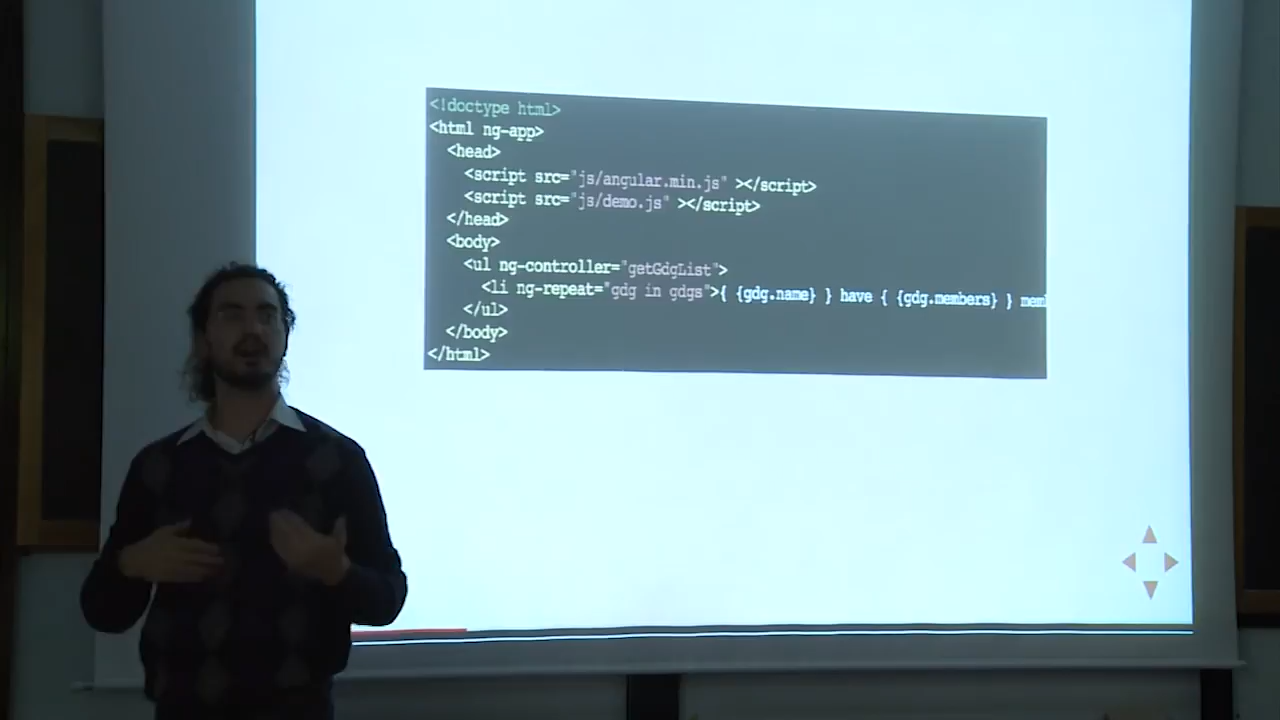 <!doctype html>
<html ng-app>
<head>
<script src="js/angular.min.js" ></script>
<script src="js/demo.js" ></script>
</head>
<body>
<ul ng-controller="getGdgList">
<li ng-repeat="gdg in gdgs">{ {gdg.name} } have { {gdg.members} }
</ul>
</body>
</html>